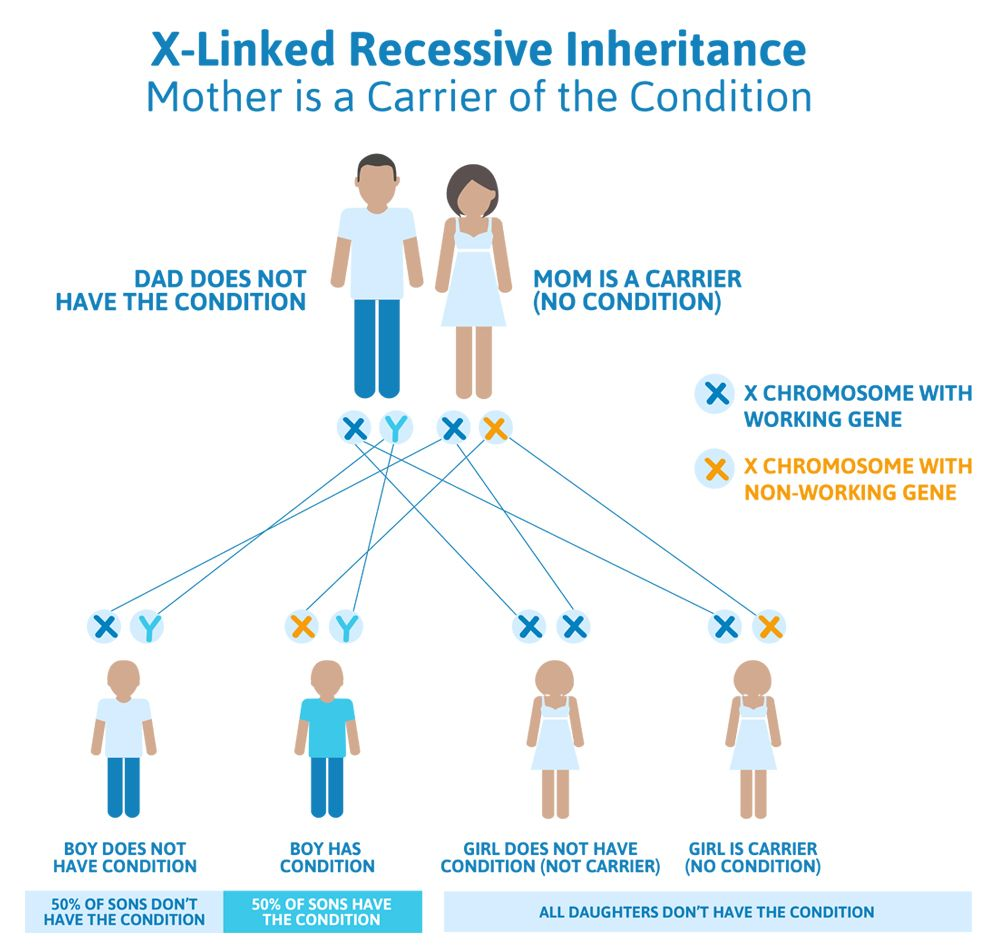 X-Linked Recessive Inheritance
Mother is a Carrier of the Condition
DAD DOES NOT
HAVE THE CONDITION
MOM IS A CARRIER
(NO CONDITION)
X X CHROMOSOME WITH
WORKING GENE
X X CHROMOSOME WITH
NON-WORKING GENE
X Y X X
X Y X Y X X X X
BOY DOES NOT
HAVE CONDITION
BOY HAS
CONDITION
GIRL DOES NOT HAVE
CONDITION (NOT CARRIER)
GIRL IS CARRIER
(NO CONDITION)
50% OF SONS DON'T
HAVE THE CONDITION
50% OF SONS HAVE
THE CONDITION
ALL DAUGHTERS DON'T HAVE THE CONDITION